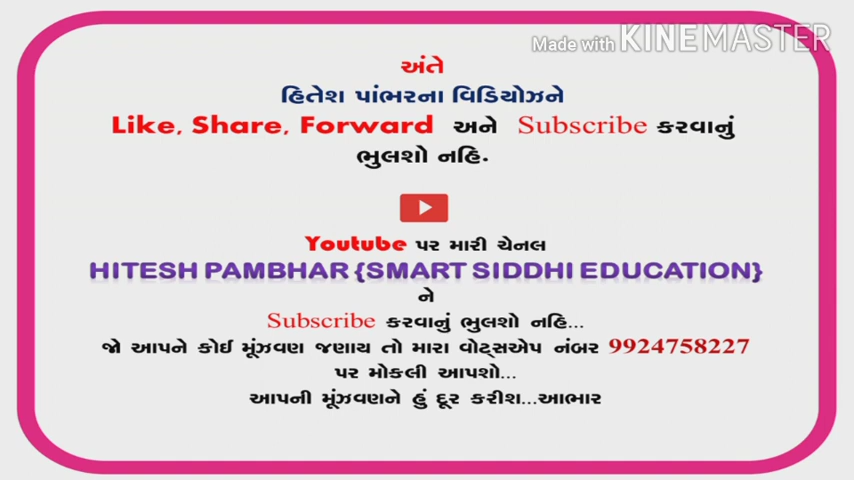 Made with KINEMASTER
અંતે
હિતેશ પાંભરના વિડિયોઝને
Like, Share, Forward અને Subscribe કરવાનું
ભુલશો નહિ.
Youtube પર મારી ચેનલ
HITESH PAMBHAR {SMART SIDDHI EDUCATION}
ને
Subscribe કરવાનું ભુલશો નહિ...
જો આપને કોઈ મૂંઝવણ જણાય તો મારા વોટ્સએપ નંબર 9924758227
પર મોકલી આપશો...
આપની મૂંઝવણને હું દૂર કરીશ...આભાર